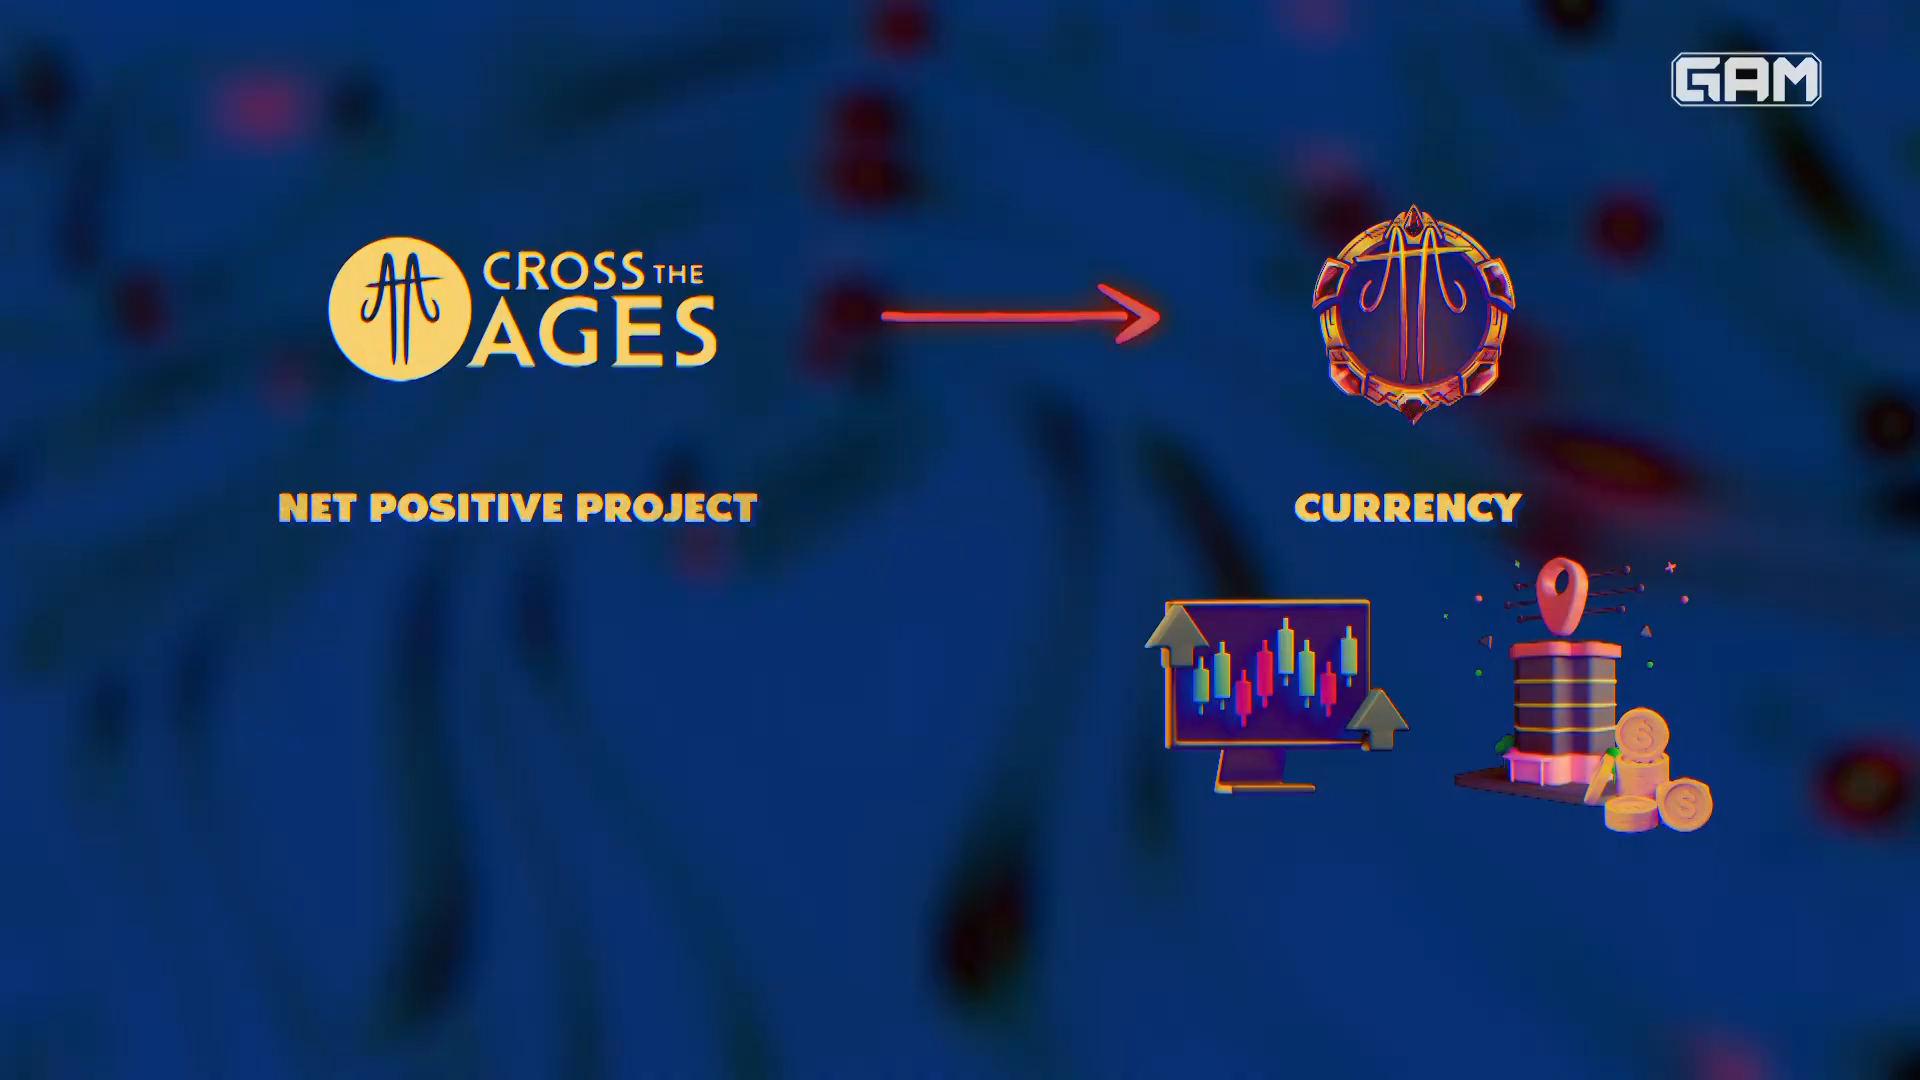 GAM
CROSS THE
AGES
NET POSITIVE PROJECT
CURRENCY